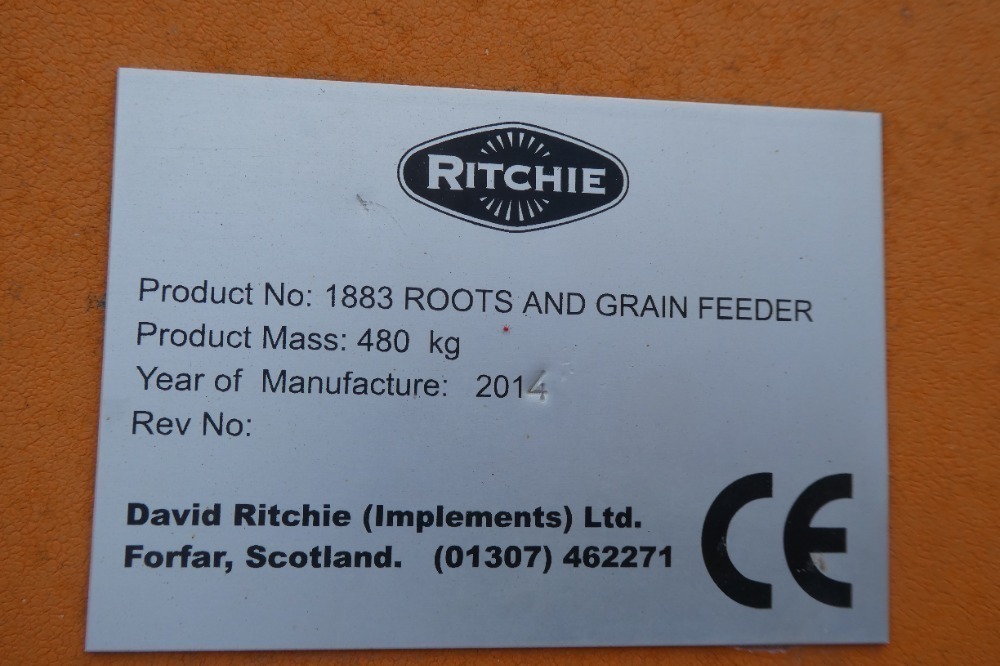 RITCHIE
Product No: 1883 ROOTS AND GRAIN FEEDER
Product Mass: 480 kg
Year of Manufacture: 2014
Rev No:
David Ritchie (Implements) Ltd.
Forfar, Scotland. (01307) 462271
CE